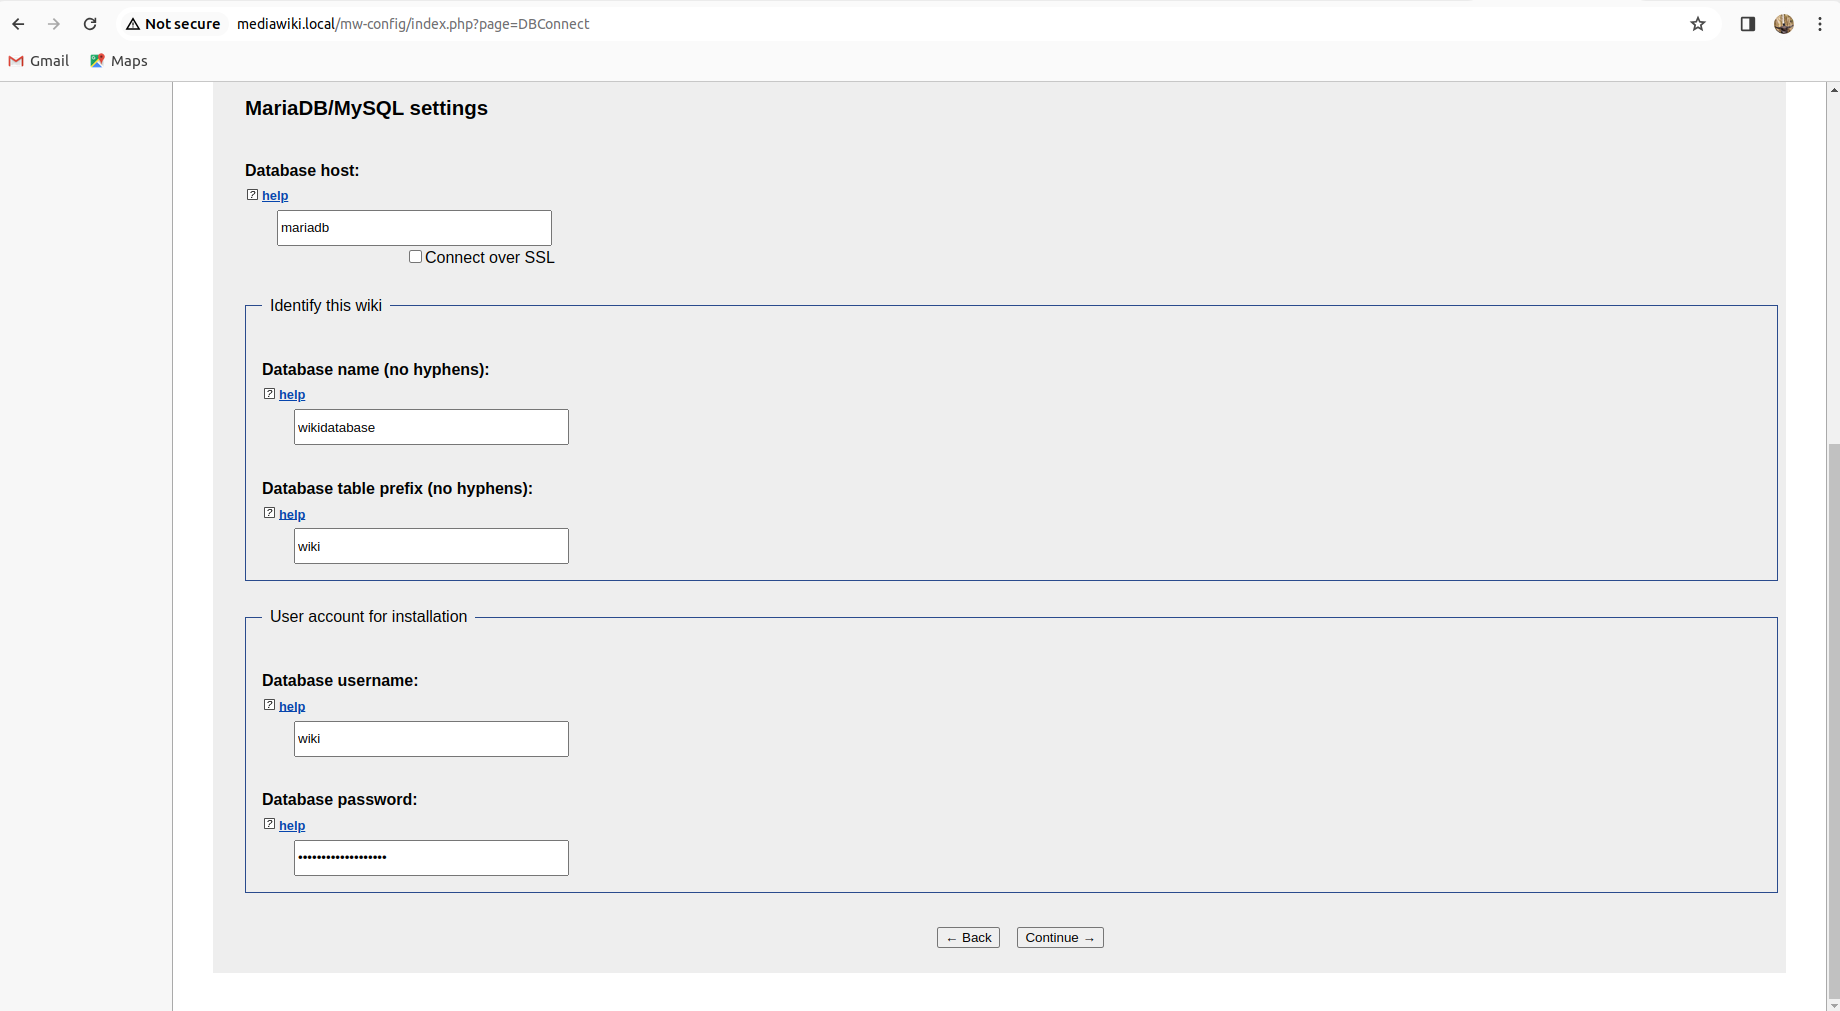 Not secure mediawiki.local/mw-config/index.php?page=DBConnect
Gmail Maps
MariaDB/MySQL settings
Database host:
? help
mariadb
Connect over SSL
Identify this wiki
Database name (no hyphens):
? help
wikidatabase
Database table prefix (no hyphens):
? help
wiki
User account for installation
Database username:
? help
wiki
Database password:
? help
•••••••••••••••••••
← Back Continue →